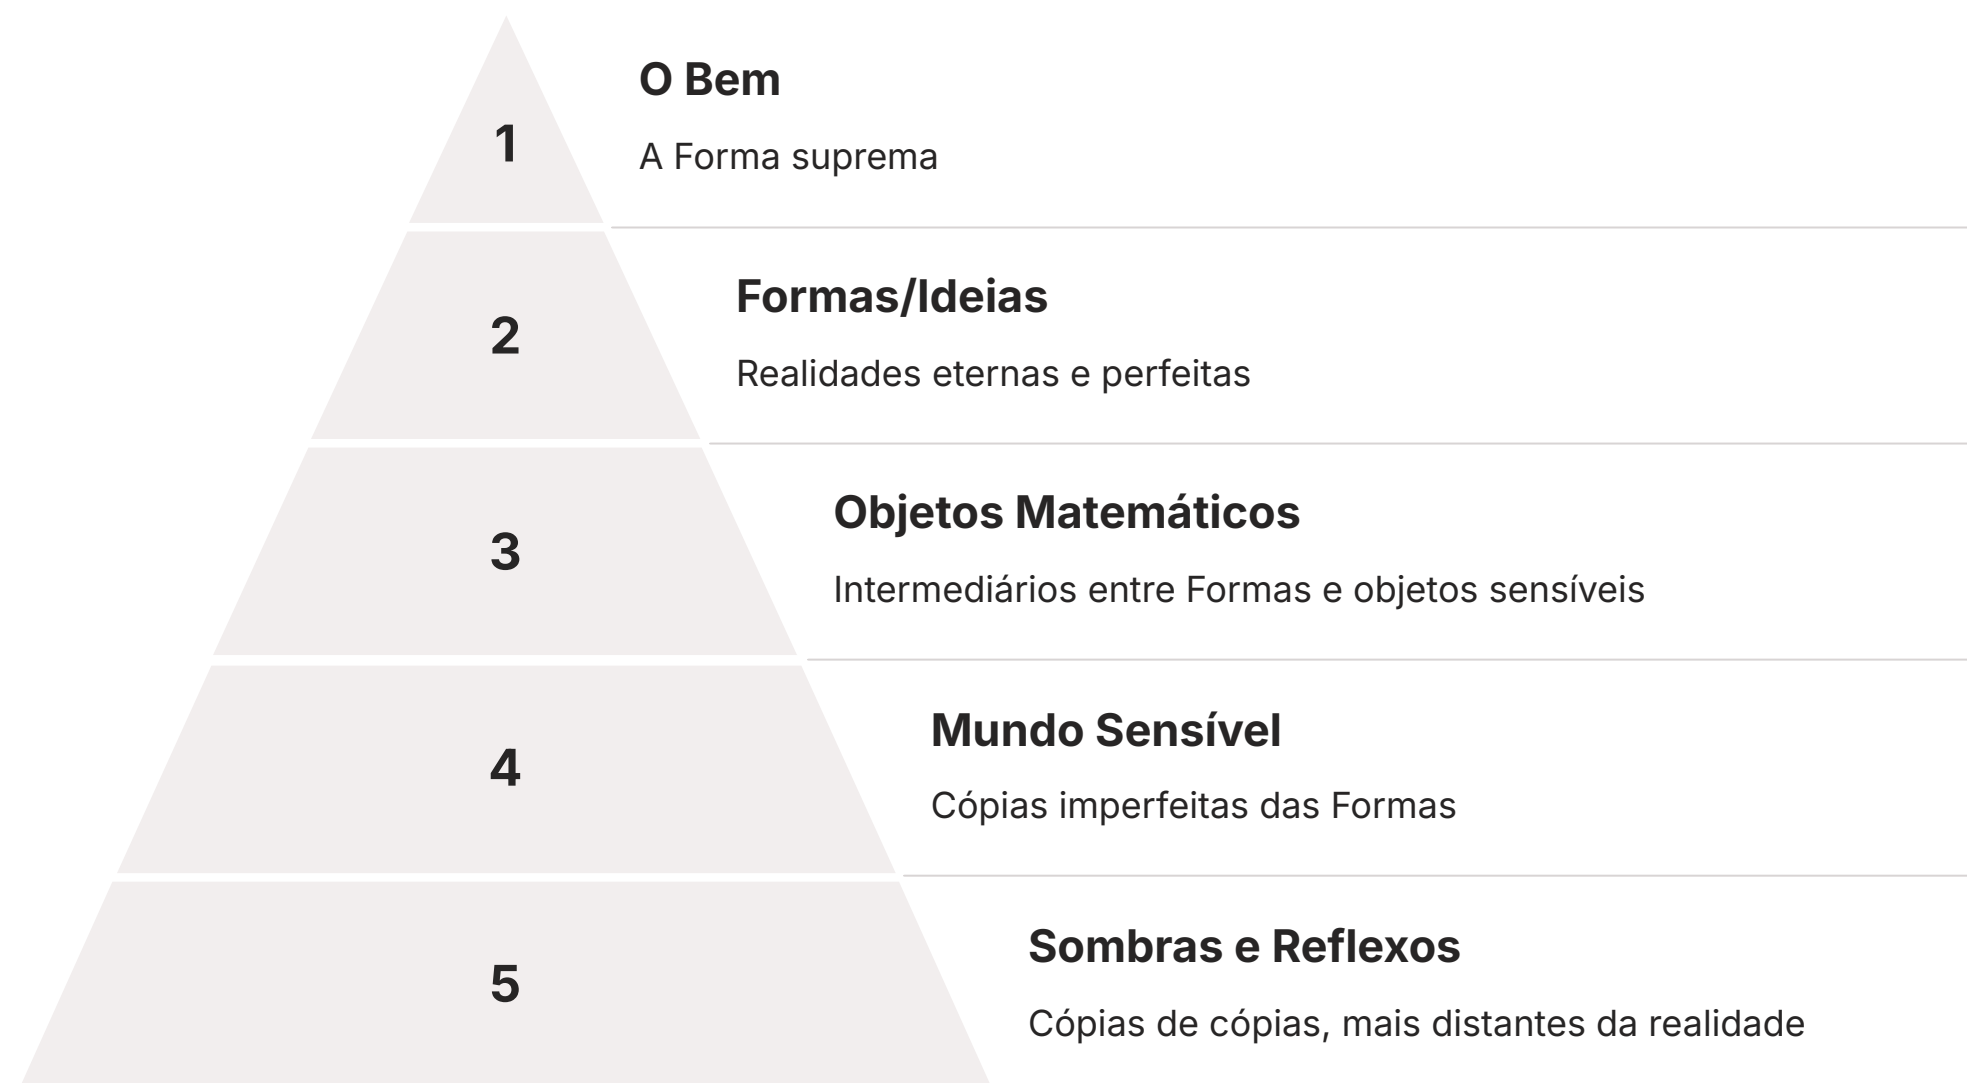 1
O Bem
A Forma suprema
2
Formas/Ideias
Realidades eternas e perfeitas
3
Objetos Matemáticos
Intermediários entre Formas e objetos sensíveis
4
Mundo Sensível
Cópias imperfeitas das Formas
5
Sombras e Reflexos
Cópias de cópias, mais distantes da realidade